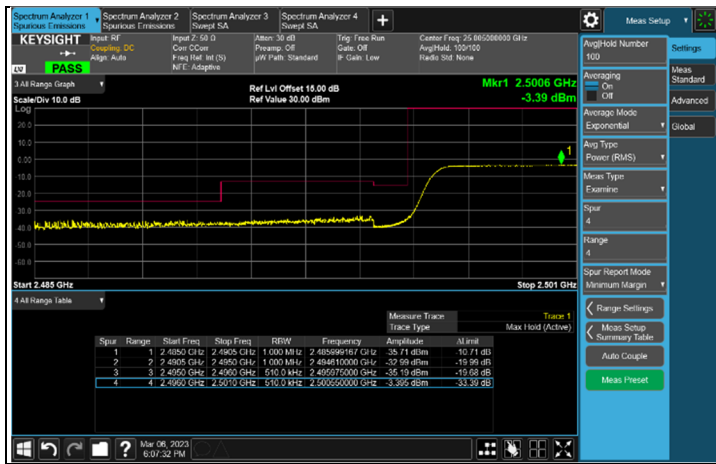 Spectrum Analyzer 1
Spurious Emissions
Spectrum Analyzer 2
Spurious Emissions
Spectrum Analyzer 3
Swept SA
Spectrum Analyzer 4
Swept SA
+
Meas Setup
KEYSIGHT
Input: RF
Coupling: DC
Align: Auto
Input Z: 50 Ω
Corr CCorr
Freq Ref: Int (S)
NFE: Adaptive
Atten: 30 dB
Preamp: Off
µW Path: Standard
Trig: Free Run
Gate: Off
IF Gain: Low
Center Freq: 25.005000000 GHz
Avg|Hold: 100/100
Radio Std: None
PASS
3 All Range Graph
Scale/Div 10.0 dB
Ref Lvl Offset 15.00 dB
Ref Value 30.00 dBm
Mkr1 2.5006 GHz
-3.39 dBm
Log
20.0
10.0
0.00
10.0
20.0
30.0
40.0
-50.0
-60.0
1
Start 2.485 GHz
Stop 2.501 GHz
4 All Range Table
Measure Trace Trace 1
Trace Type Max Hold (Active)
Spur Range Start Freq Stop Freq RBW Frequency Amplitude ΔLimit
1 1 2.4850 GHz 2.4905 GHz 1.000 MHz 2.485999167 GHz -35.71 dBm -10.71 dB
2 2 2.4905 GHz 2.4950 GHz 1.000 MHz 2.494610000 GHz -32.99 dBm -19.99 dB
3 3 2.4950 GHz 2.4960 GHz 510.0 kHz 2.495975000 GHz -35.19 dBm -19.68 dB
4 4 2.4960 GHz 2.5010 GHz 510.0 kHz 2.500550000 GHz -3.395 dBm -33.39 dB
Mar 06, 2023
6:07:32 PM
?
Avg|Hold Number
100
Averaging
On
Off
Average Mode
Exponential
Avg Type
Power (RMS)
Meas Type
Examine
Spur
4
Range
4
Spur Report Mode
Minimum Margin
Range Settings
Meas Setup
Summary Table
Auto Couple
Meas Preset
Settings
Meas
Standard
Advanced
Global